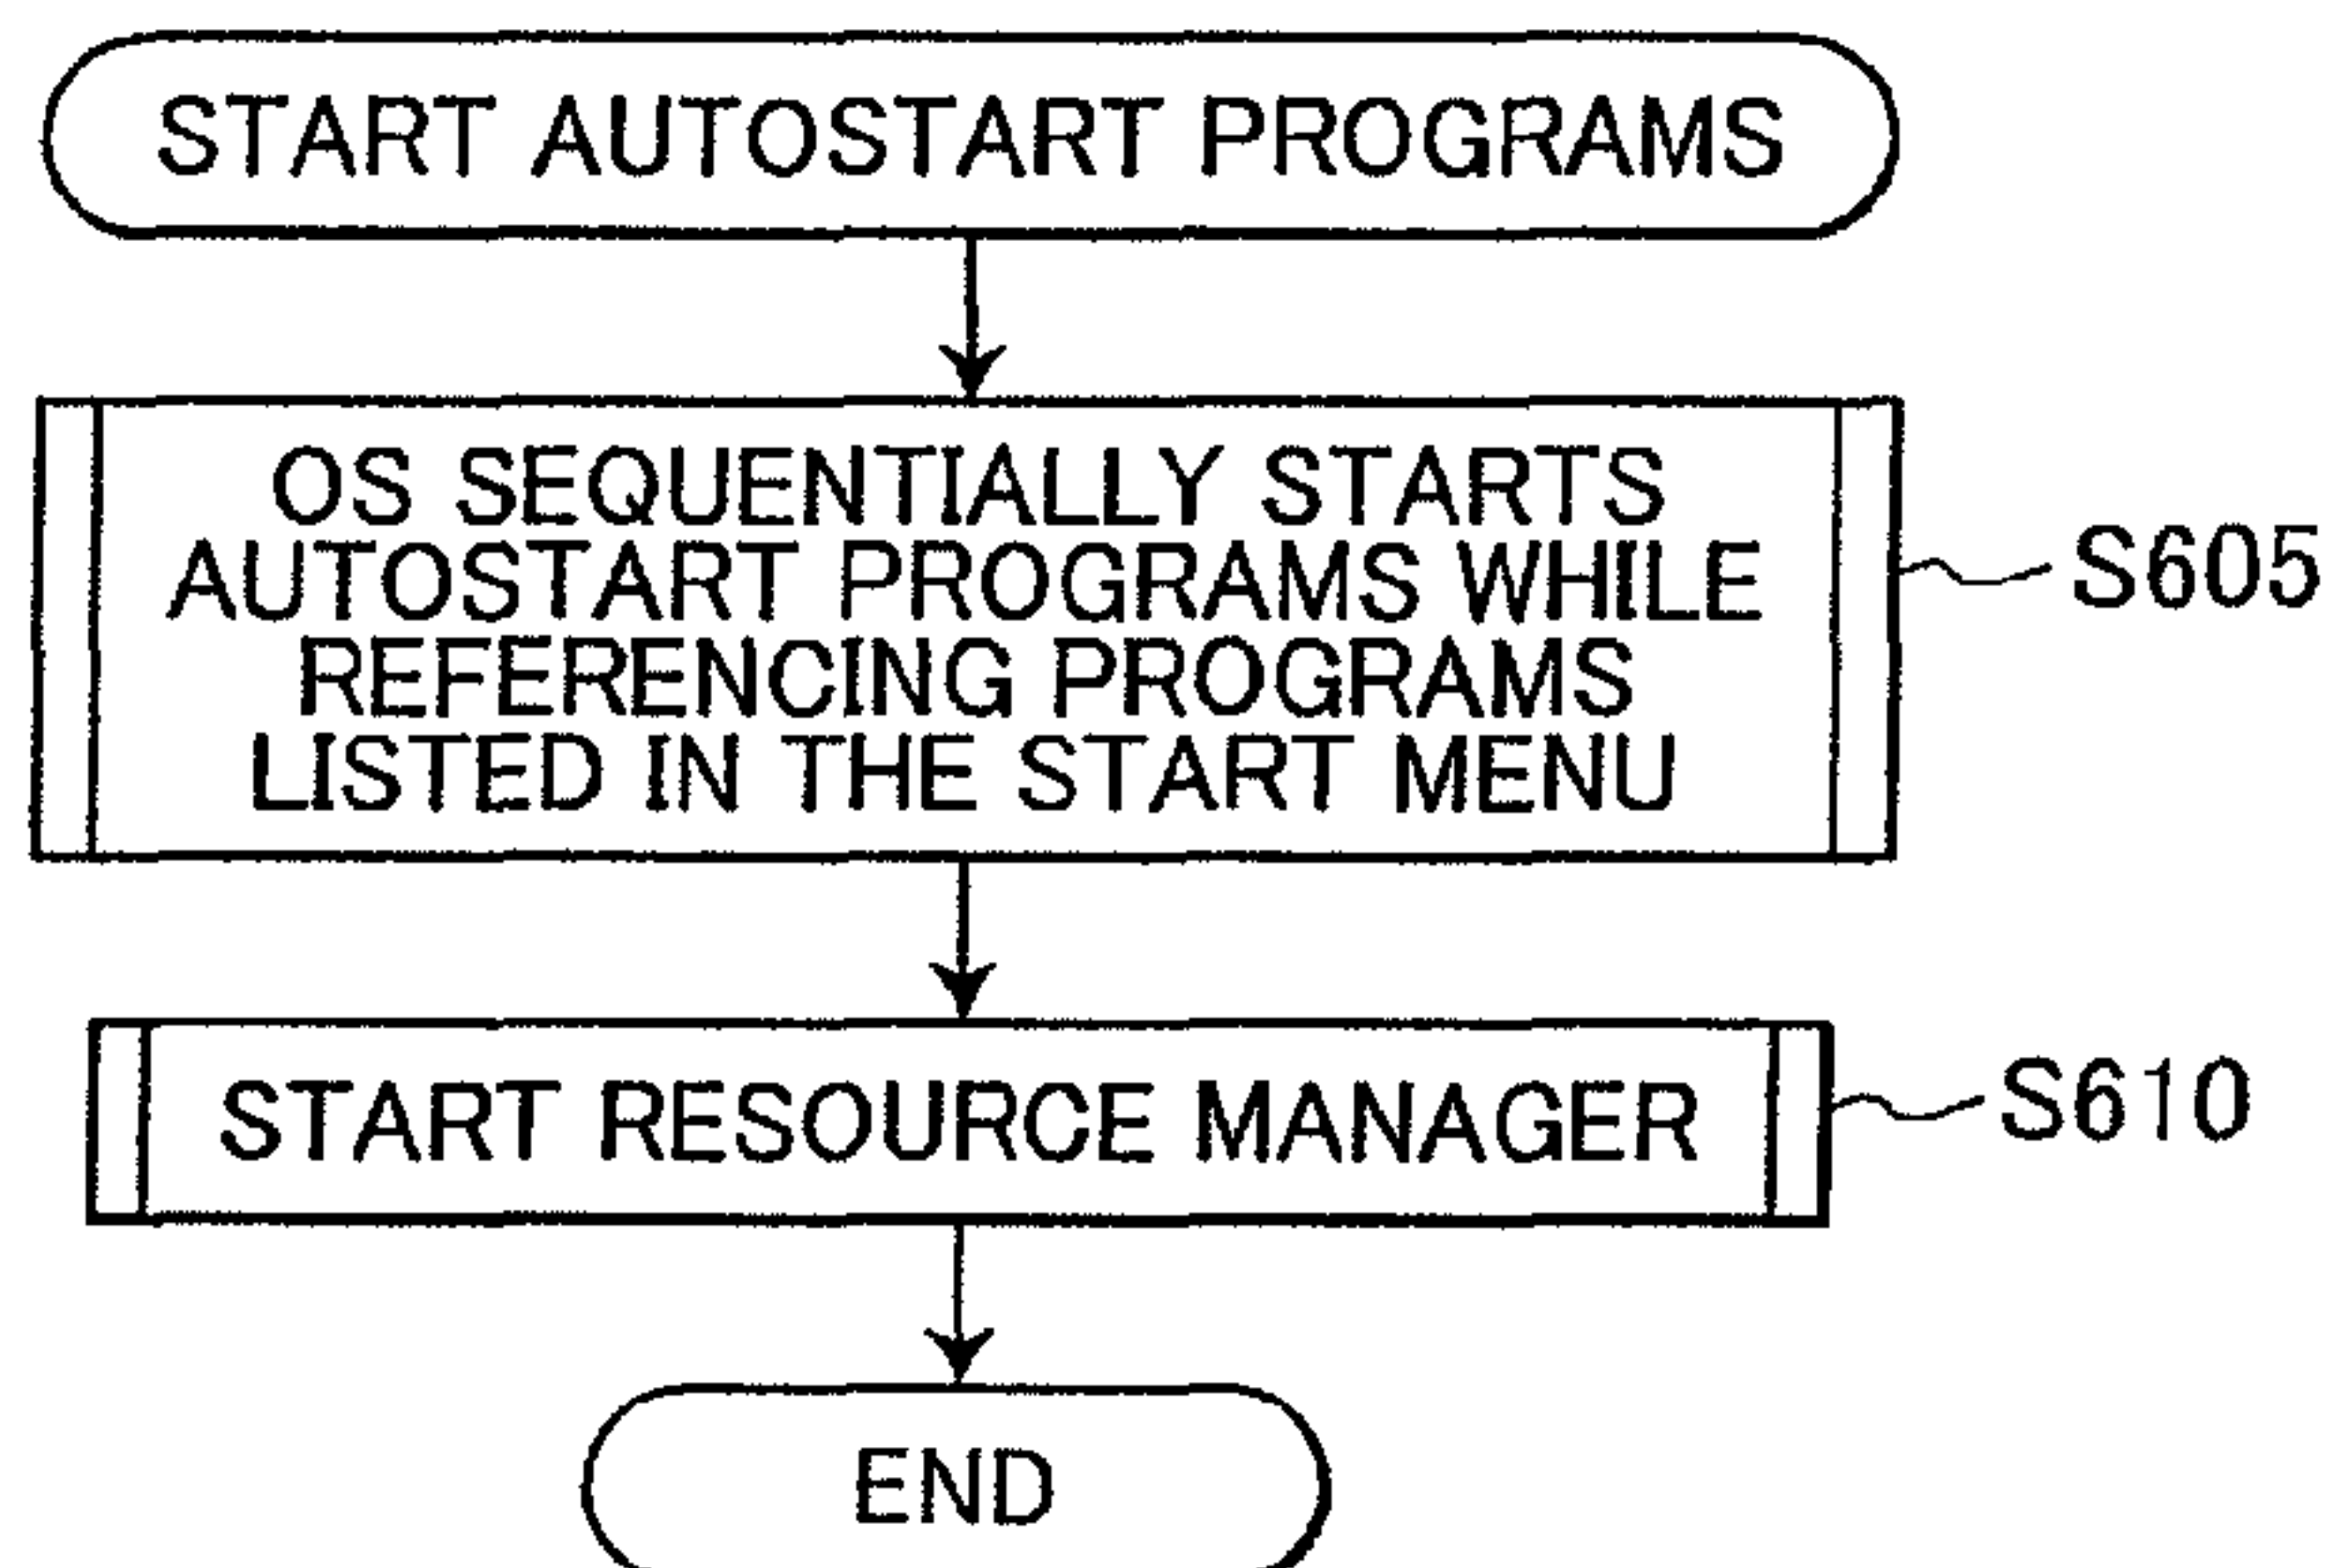 START AUTOSTART PROGRAMS
OS SEQUENTIALLY STARTS
AUTOSTART PROGRAMS WHILE
REFERENCING PROGRAMS
LISTED IN THE START MENU
S605
START RESOURCE MANAGER
S610
END